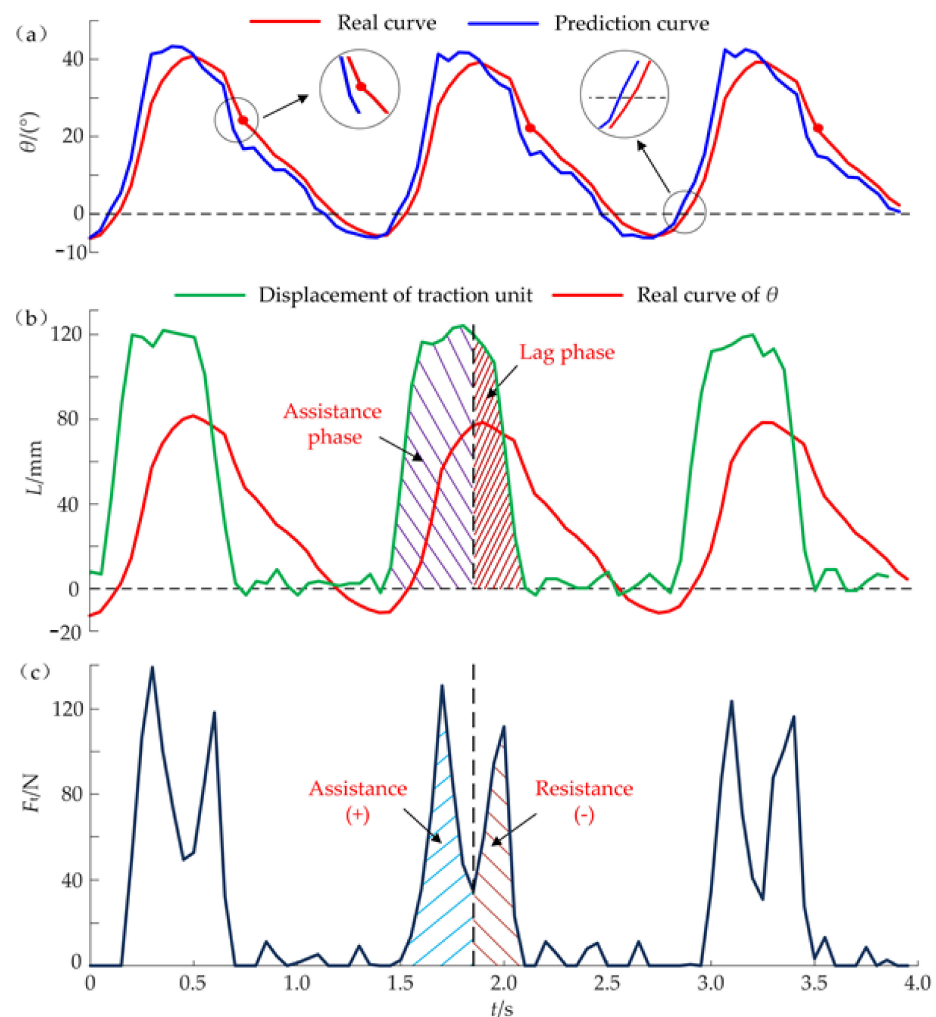 (a)
Real curve
Prediction curve
θ/(°)
40
20
0
−10
Displacement of traction unit
Real curve of θ
(b)
L/mm
120
80
40
0
−20
Assistance
phase
Lag phase
(c)
Fₜ/N
120
80
40
0
Assistance
(+)
Resistance
(-)
0
0.5
1.0
1.5
2.0
2.5
3.0
3.5
4.0
t/s